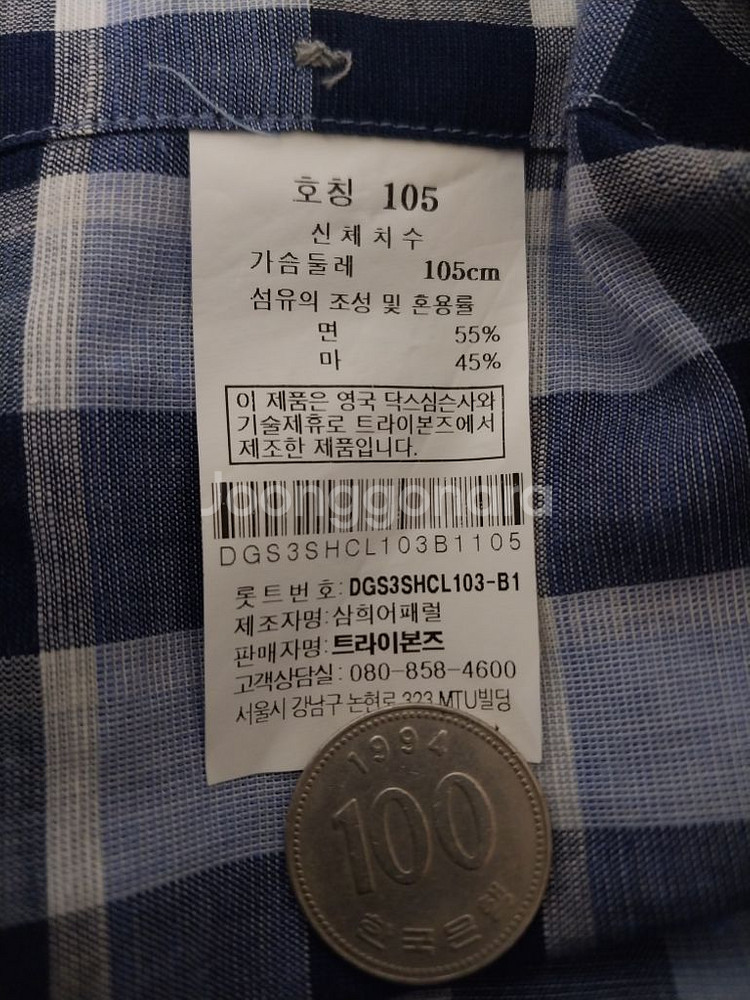 호칭 105
신체치수
가슴둘레 105cm
섬유의 조성 및 혼용률
면 55%
마 45%
이 제품은 영국 닥스심슨사와
기술제휴로 트라이본즈에서
제조한 제품입니다.
Joonggonara
DGS3SHCL103B1105
롯트번호: DGS3SHCL103-B1
제조자명: 삼희어패럴
판매자명: 트라이본즈
고객상담실: 080-858-4600
서울시 강남구 논현로 323 MTU빌딩
1994
100
한국은행